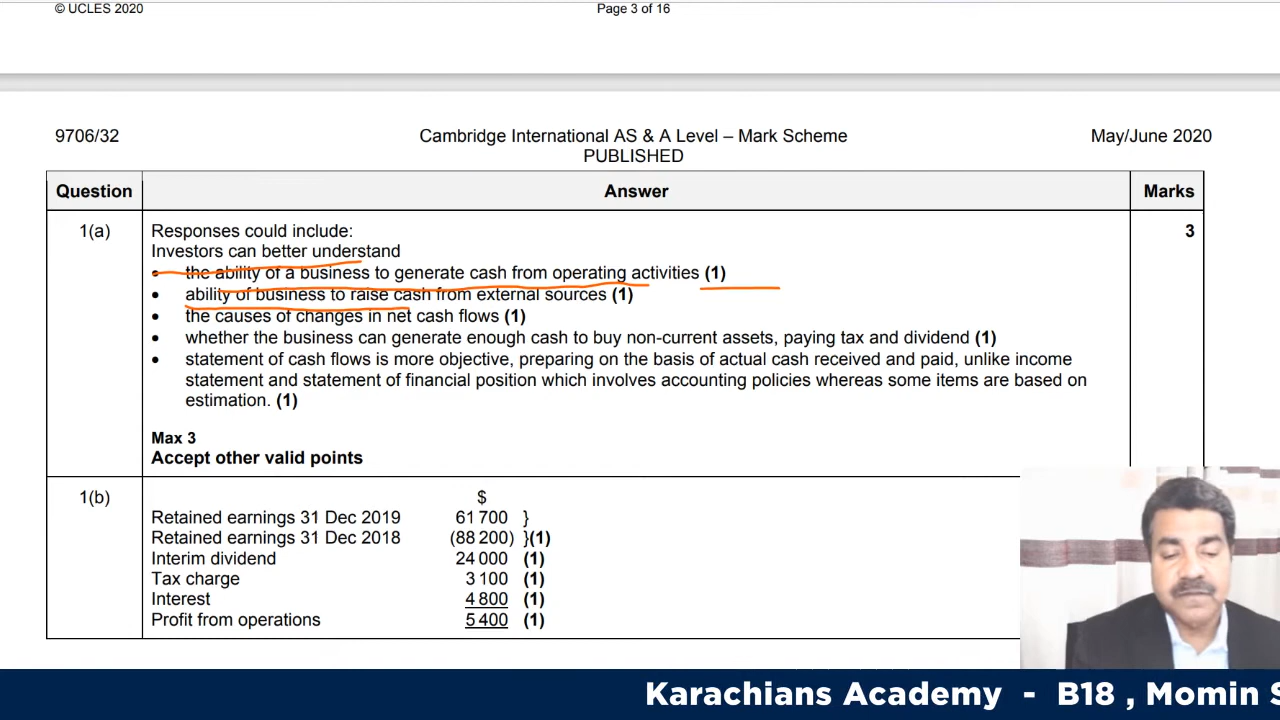 © UCLES 2020 Page 3 of 16
9706/32 Cambridge International AS & A Level – Mark Scheme May/June 2020
PUBLISHED
Question Answer Marks
1(a) Responses could include: 3
Investors can better understand
• the ability of a business to generate cash from operating activities (1)
• ability of business to raise cash from external sources (1)
• the causes of changes in net cash flows (1)
• whether the business can generate enough cash to buy non-current assets, paying tax and dividend (1)
• statement of cash flows is more objective, preparing on the basis of actual cash received and paid, unlike income
statement and statement of financial position which involves accounting policies whereas some items are based on
estimation. (1)
Max 3
Accept other valid points
1(b) $
Retained earnings 31 Dec 2019 61 700 }
Retained earnings 31 Dec 2018 (88 200) }(1)
Interim dividend 24 000 (1)
Tax charge 3 100 (1)
Interest 4 800 (1)
Profit from operations 5 400 (1)
Karachians Academy - B18 , Momin S